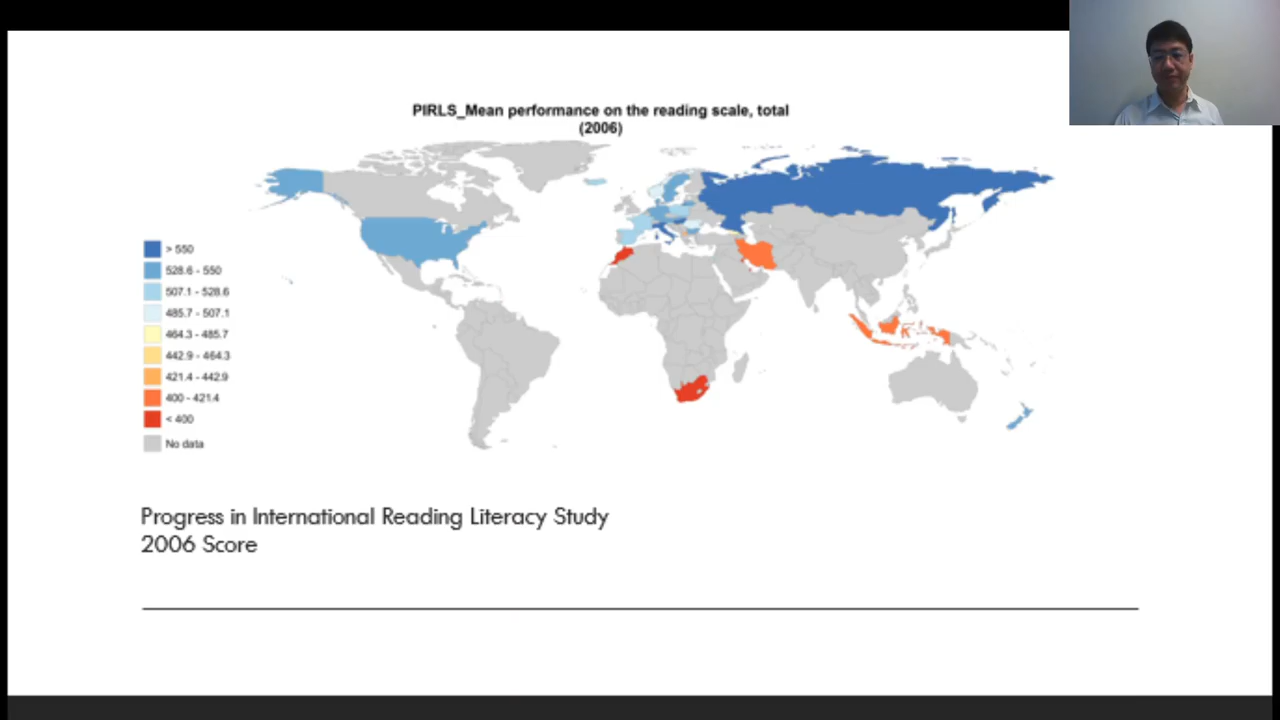 PIRLS_Mean performance on the reading scale, total
(2006)
> 550
528.6 - 550
507.1 - 528.6
485.7 - 507.1
464.3 - 485.7
442.9 - 464.3
421.4 - 442.9
400 - 421.4
< 400
No data
Progress in International Reading Literacy Study
2006 Score